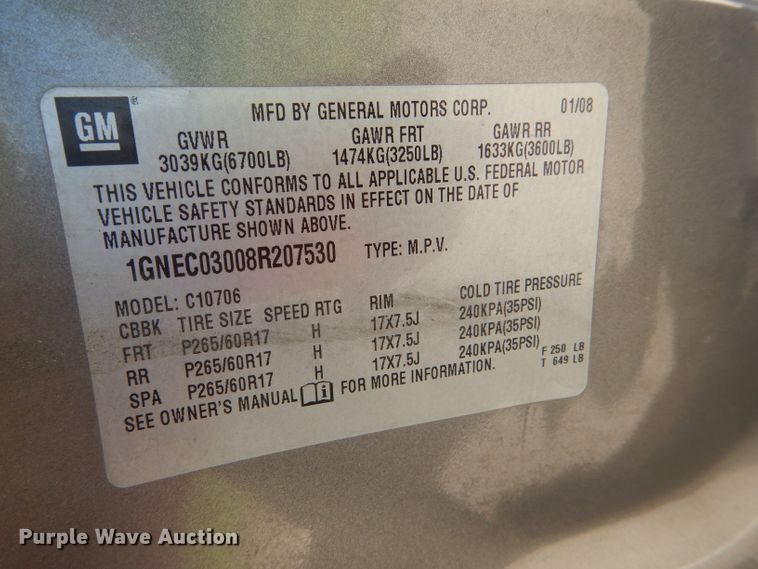 GM
MFD BY GENERAL MOTORS CORP. 01/08
GVWR GAWR FRT GAWR RR
3039KG(6700LB) 1474KG(3250LB) 1633KG(3600LB)
THIS VEHICLE CONFORMS TO ALL APPLICABLE U.S. FEDERAL MOTOR
VEHICLE SAFETY STANDARDS IN EFFECT ON THE DATE OF
MANUFACTURE SHOWN ABOVE.
1GNEC03008R207530 TYPE: M.P.V.
MODEL: C10706
CBBK TIRE SIZE SPEED RTG RIM COLD TIRE PRESSURE
FRT P265/60R17 H 17X7.5J 240KPA(35PSI)
RR P265/60R17 H 17X7.5J 240KPA(35PSI)
SPA P265/60R17 H 17X7.5J 240KPA(35PSI)
F 250 LB
T 649 LB
SEE OWNER'S MANUAL FOR MORE INFORMATION.
Purple Wave Auction